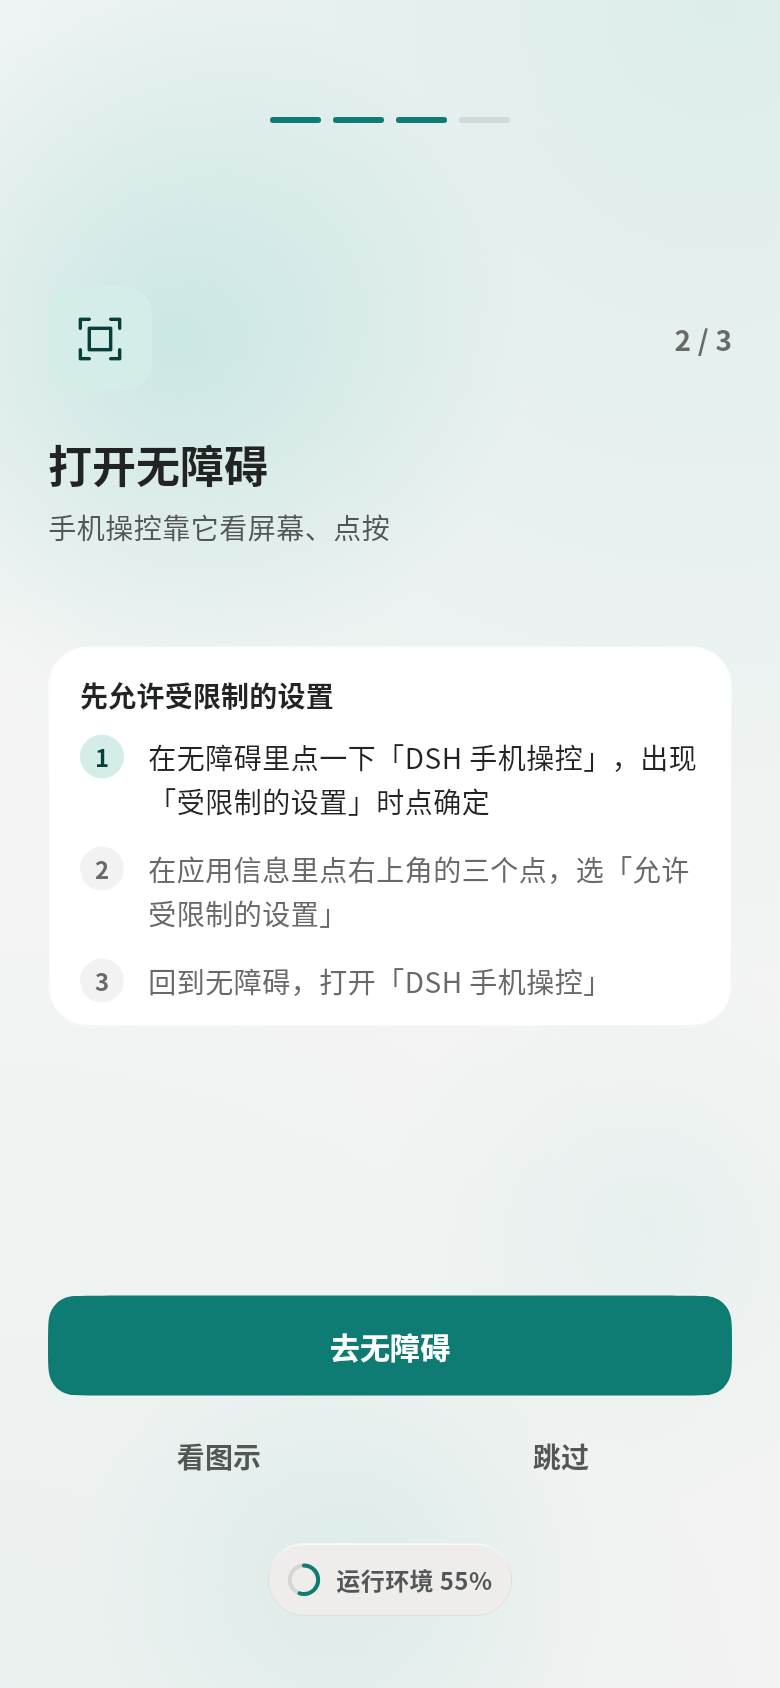 2 / 3
打开无障碍
手机操控靠它看屏幕、点按
先允许受限制的设置
1 在无障碍里点一下「DSH 手机操控」，出现
「受限制的设置」时点确定
2 在应用信息里点右上角的三个点，选「允许
受限制的设置」
3 回到无障碍，打开「DSH 手机操控」
去无障碍
看图示 跳过
运行环境 55%